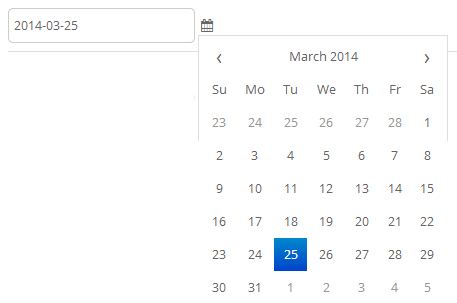 2014-03-25
‹ March 2014 ›
Su Mo Tu We Th Fr Sa
23 24 25 26 27 28 1
2 3 4 5 6 7 8
9 10 11 12 13 14 15
16 17 18 19 20 21 22
23 24 25 26 27 28 29
30 31 1 2 3 4 5